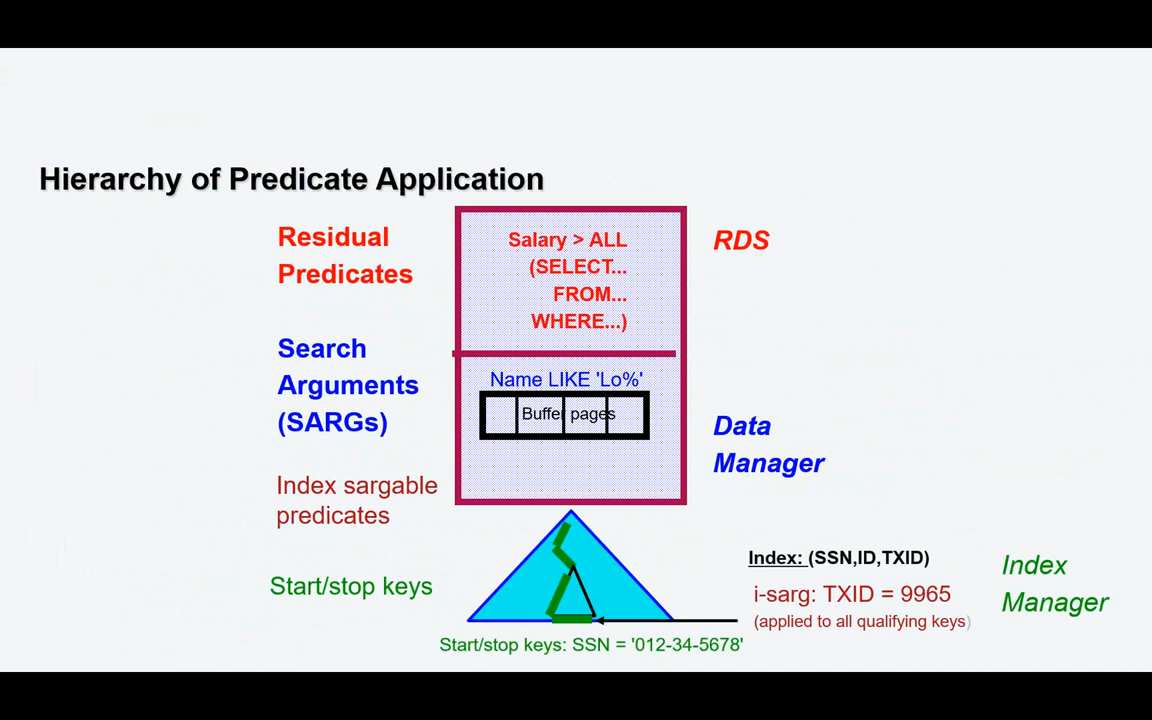 Hierarchy of Predicate Application
Residual
Predicates
Salary > ALL
(SELECT...
FROM...
WHERE...)
RDS
Search
Arguments
(SARGs)
Name LIKE 'Lo%'
Buffer pages
Data
Manager
Index sargable
predicates
Start/stop keys
Index: (SSN,ID,TXID)
i-sarg: TXID = 9965
(applied to all qualifying keys)
Index
Manager
Start/stop keys: SSN = '012-34-5678'